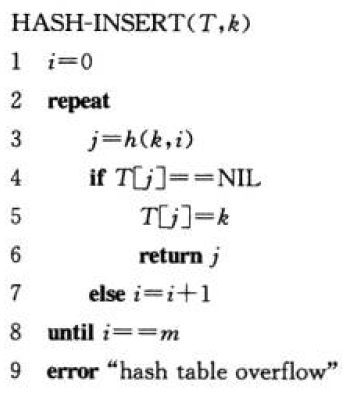 HASH-INSERT(T,k)
1 i=0
2 repeat
3 j=h(k,i)
4 if T[j]==NIL
5 T[j]=k
6 return j
7 else i=i+1
8 until i==m
9 error “hash table overflow”